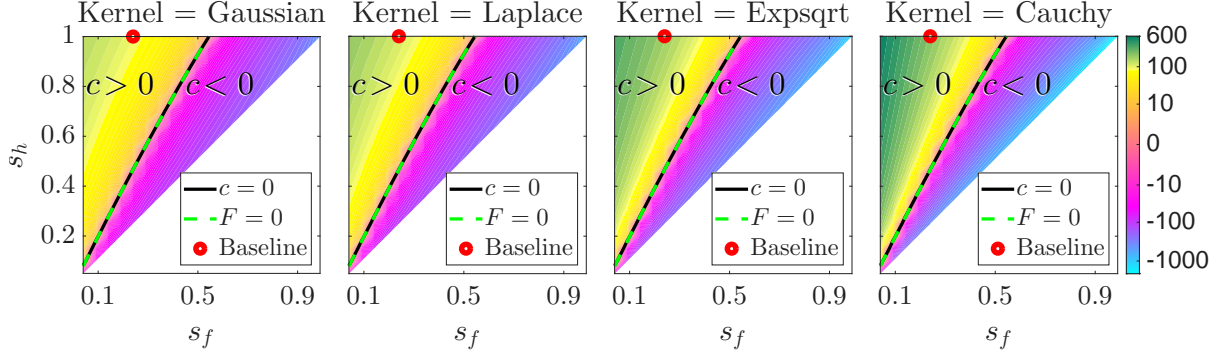 Kernel = Gaussian
Kernel = Laplace
Kernel = Expsqrt
Kernel = Cauchy
1
0.8
0.6
0.4
0.2
s_h
c > 0
c < 0
c = 0
F = 0
Baseline
0.1
0.5
0.9
s_f
c > 0
c < 0
c = 0
F = 0
Baseline
0.1
0.5
0.9
s_f
c > 0
c < 0
c = 0
F = 0
Baseline
0.1
0.5
0.9
s_f
c > 0
c < 0
c = 0
F = 0
Baseline
0.1
0.5
0.9
s_f
600
100
10
0
-10
-100
-1000